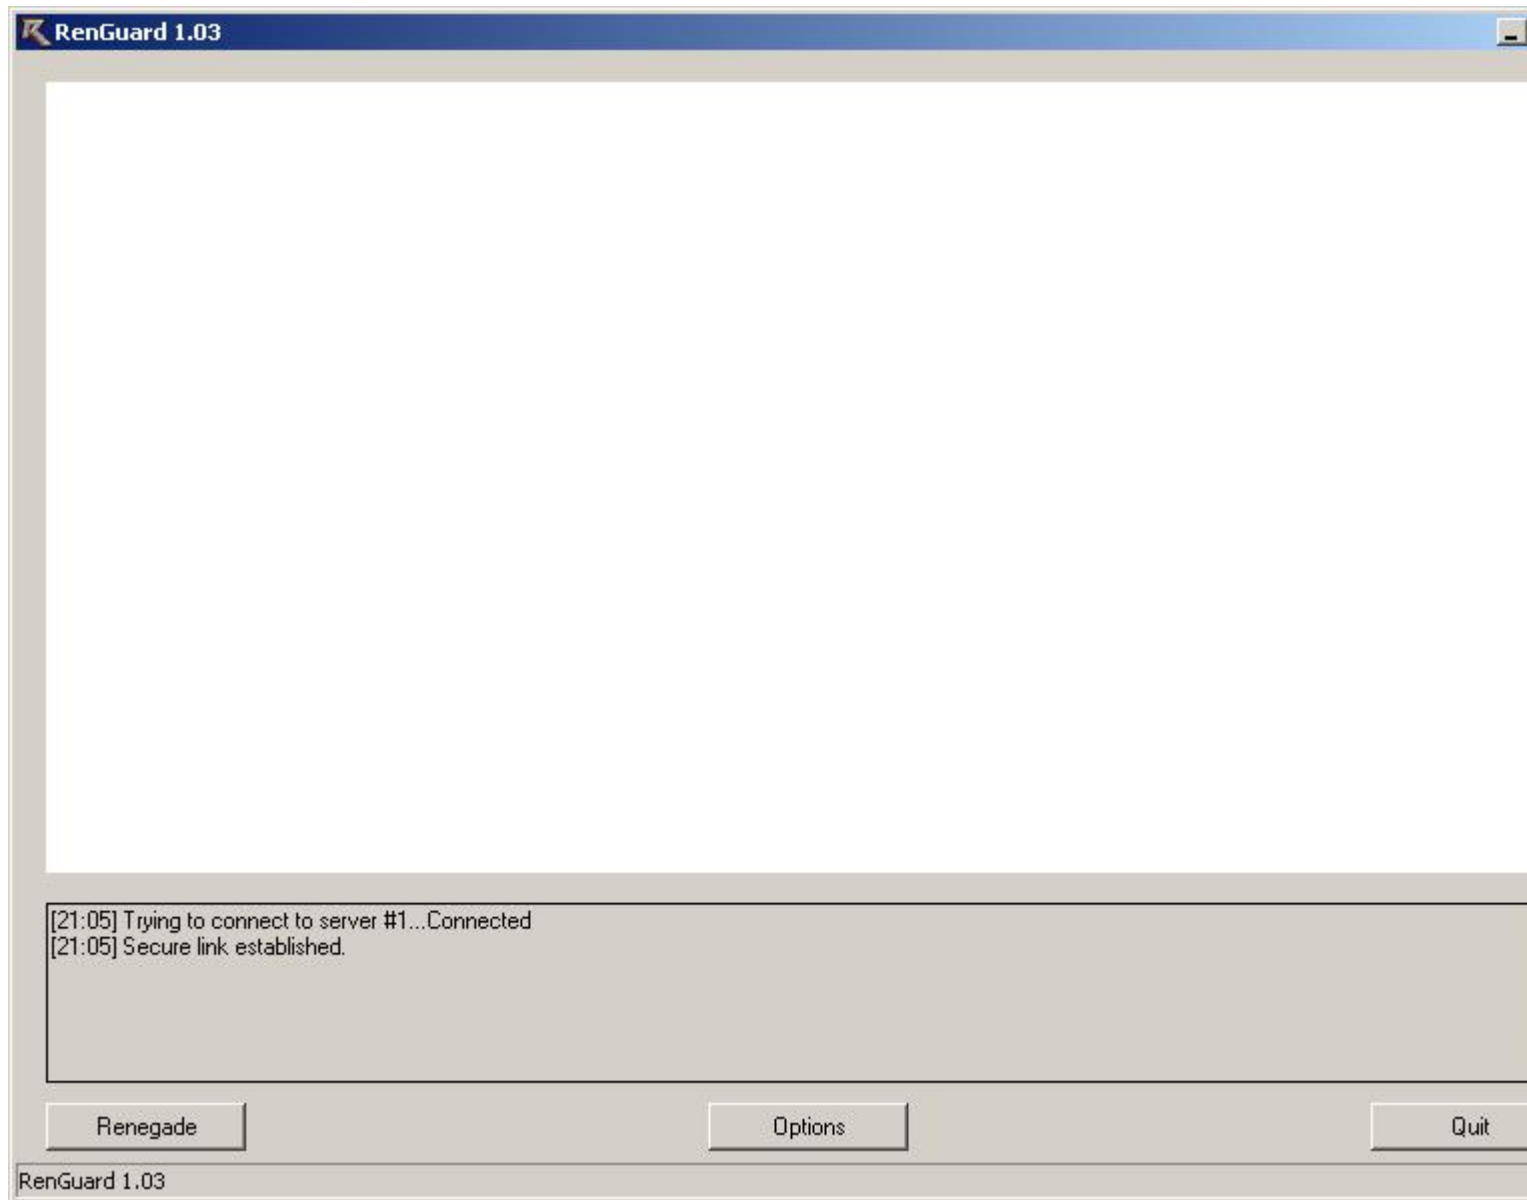 RenGuard 1.03
[21:05] Trying to connect to server #1...Connected
[21:05] Secure link established.
Renegade
Options
Quit
RenGuard 1.03